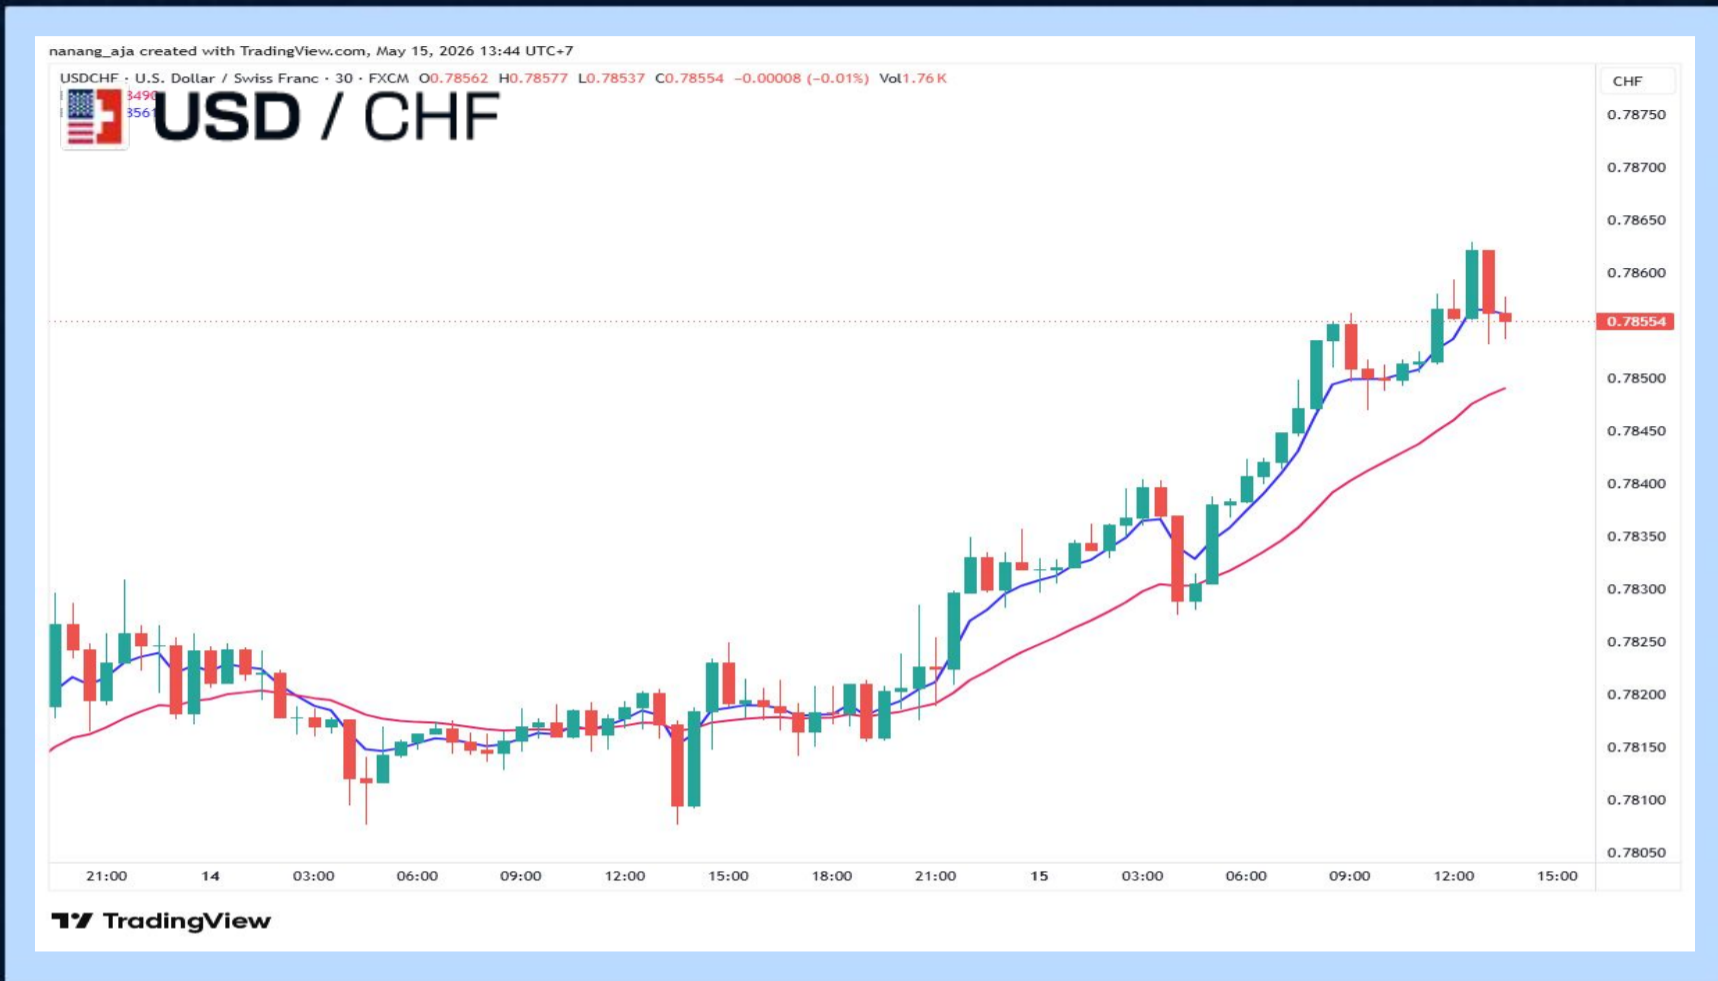 nanang_aja created with TradingView.com, May 15, 2026 13:44 UTC+7
USDCHF · U.S. Dollar / Swiss Franc · 30 · FXCM O0.78562 H0.78577 L0.78537 C0.78554 −0.00008 (−0.01%) Vol1.76 K
CHF
USD / CHF
0.78750
0.78700
0.78650
0.78600
0.78554
0.78500
0.78450
0.78400
0.78350
0.78300
0.78250
0.78200
0.78150
0.78100
0.78050
21:00 14 03:00 06:00 09:00 12:00 15:00 18:00 21:00 15 03:00 06:00 09:00 12:00 15:00
TradingView